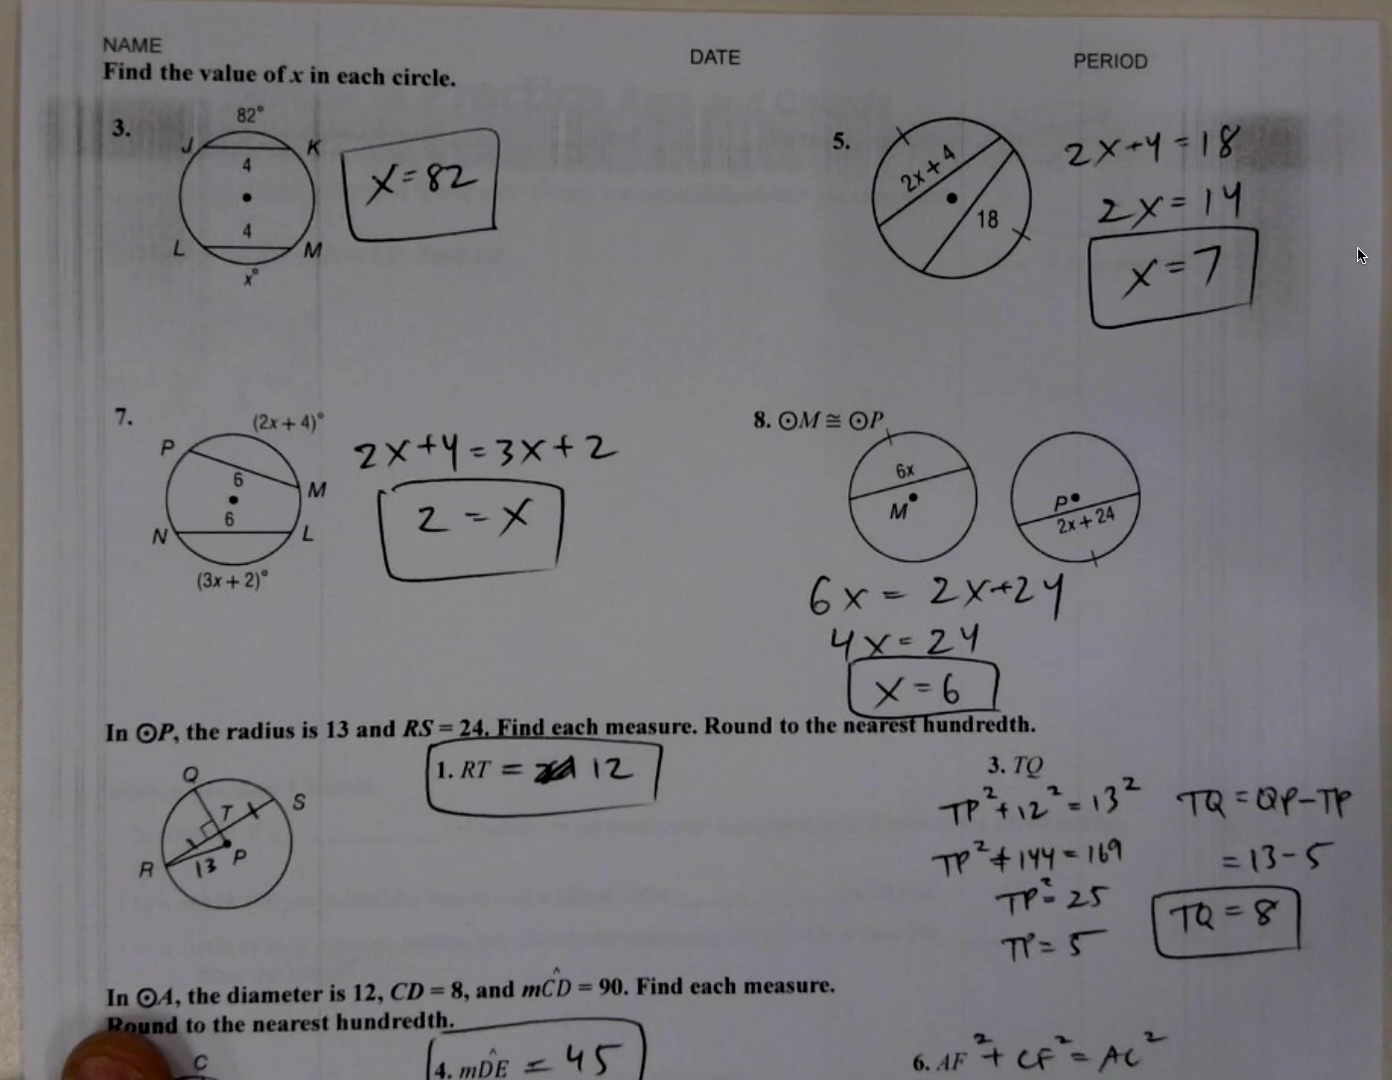 NAME DATE PERIOD
Find the value of x in each circle.
3.
82°
J K
4
4
L M
x°
x=82
5.
2x + 4
18
2x+4=18
2x=14
x=7
7.
(2x + 4)°
P
6
M
6
N L
(3x + 2)°
2x+4=3x+2
2=x
8. ⊙M ≅ ⊙P
6x
M
P
2x + 24
6x = 2x+24
4x=24
x=6
In ⊙P, the radius is 13 and RS = 24. Find each measure. Round to the nearest hundredth.
Q
T S
R 13 P
1. RT = 12
3. TQ
TP²+12²=13²
TP²+144=169
TP²=25
TP=5
TQ=QP-TP
=13-5
TQ=8
In ⊙A, the diameter is 12, CD = 8, and mCD̂ = 90. Find each measure.
Round to the nearest hundredth.
C
4. mDÊ = 45
6. AF²+CF²=AC²